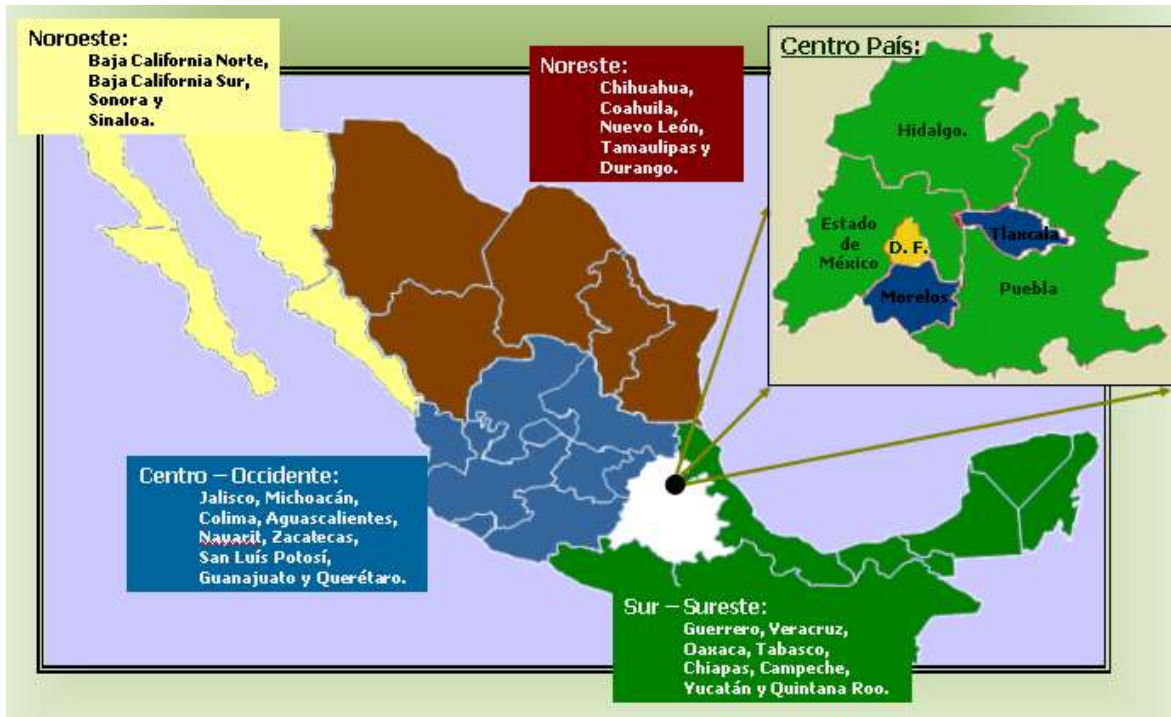 Noroeste:
Baja California Norte,
Baja California Sur,
Sonora y
Sinaloa.
Noreste:
Chihuahua,
Coahuila,
Nuevo León,
Tamaulipas y
Durango.
Centro País:
Hidalgo.
Estado
de
México
D. F.
Tlaxcala
Morelos
Puebla
Centro – Occidente:
Jalisco, Michoacán,
Colima, Aguascalientes,
Nayarit, Zacatecas,
San Luís Potosí,
Guanajuato y Querétaro.
Sur – Sureste:
Guerrero, Veracruz,
Oaxaca, Tabasco,
Chiapas, Campeche,
Yucatán y Quintana Roo.